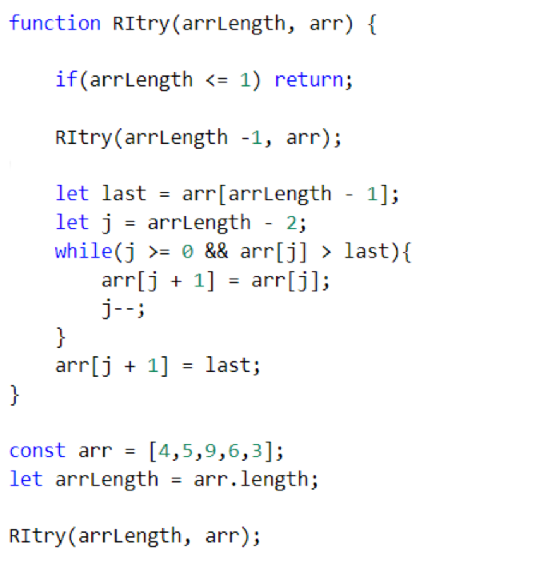 function RItry(arrLength, arr) {
if(arrLength <= 1) return;
RItry(arrLength -1, arr);
let last = arr[arrLength - 1];
let j = arrLength - 2;
while(j >= 0 && arr[j] > last){
arr[j + 1] = arr[j];
j--;
}
arr[j + 1] = last;
}
const arr = [4,5,9,6,3];
let arrLength = arr.length;
RItry(arrLength, arr);